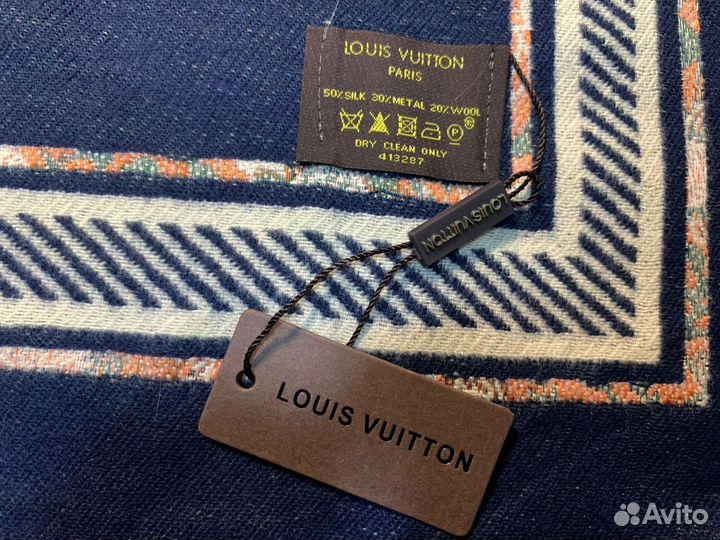 LOUIS VUITTON
PARIS
50%SILK 30%METAL 20%WOOL
DRY CLEAN ONLY
413287
LOUIS VUITTON
LOUIS VUITTON
Avito